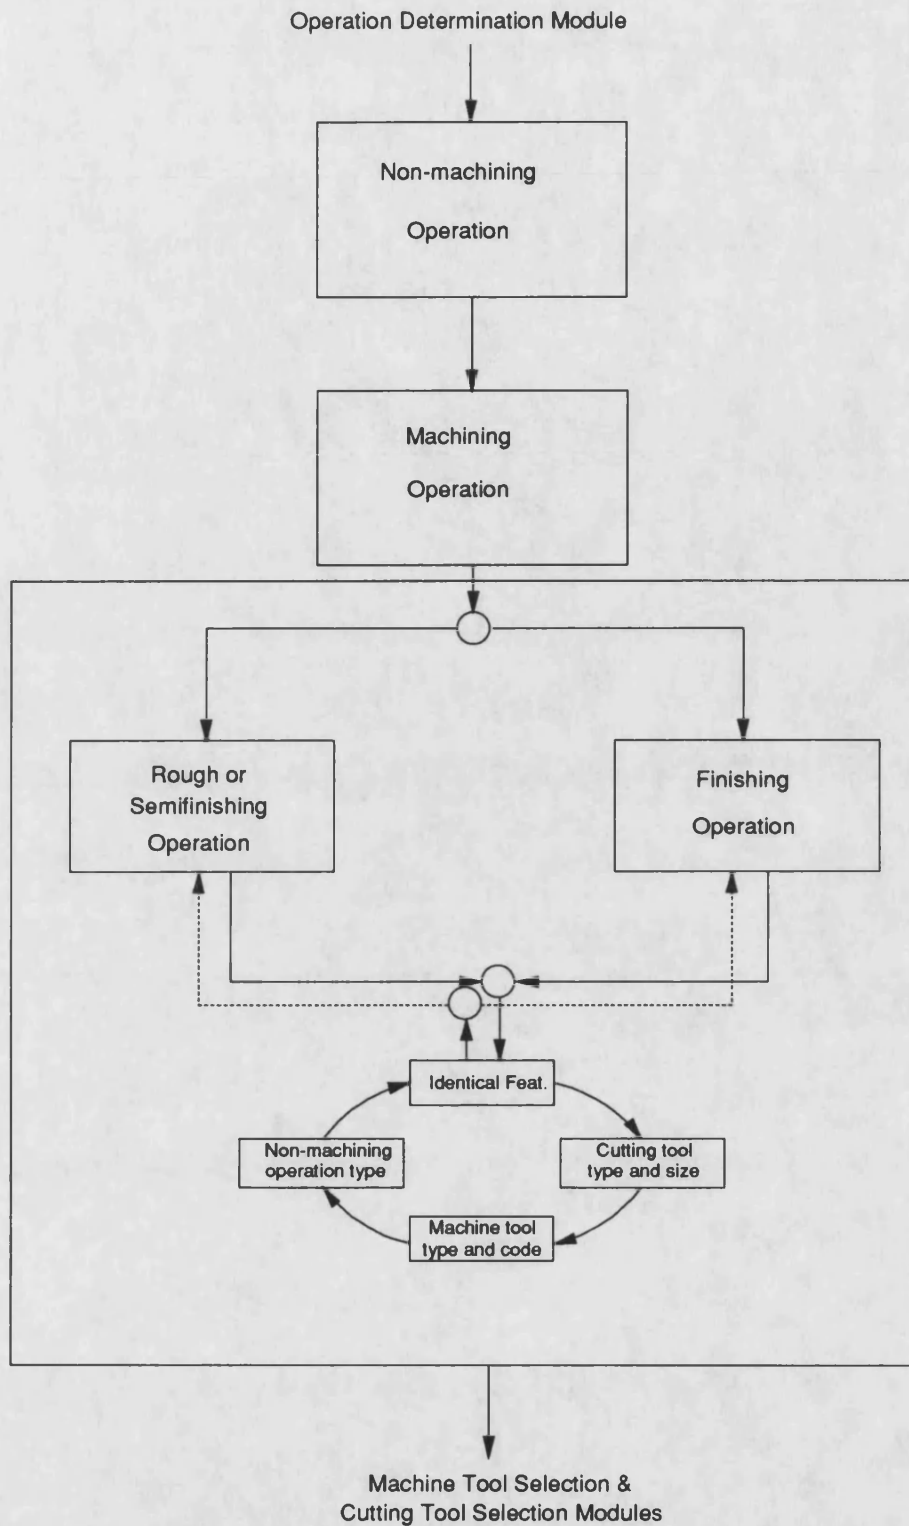 Operation Determination Module
Non-machining
Operation
Machining
Operation
Rough or
Semifinishing
Operation
Finishing
Operation
Identical Feat.
Non-machining
operation type
Cutting tool
type and size
Machine tool
type and code
Machine Tool Selection &
Cutting Tool Selection Modules